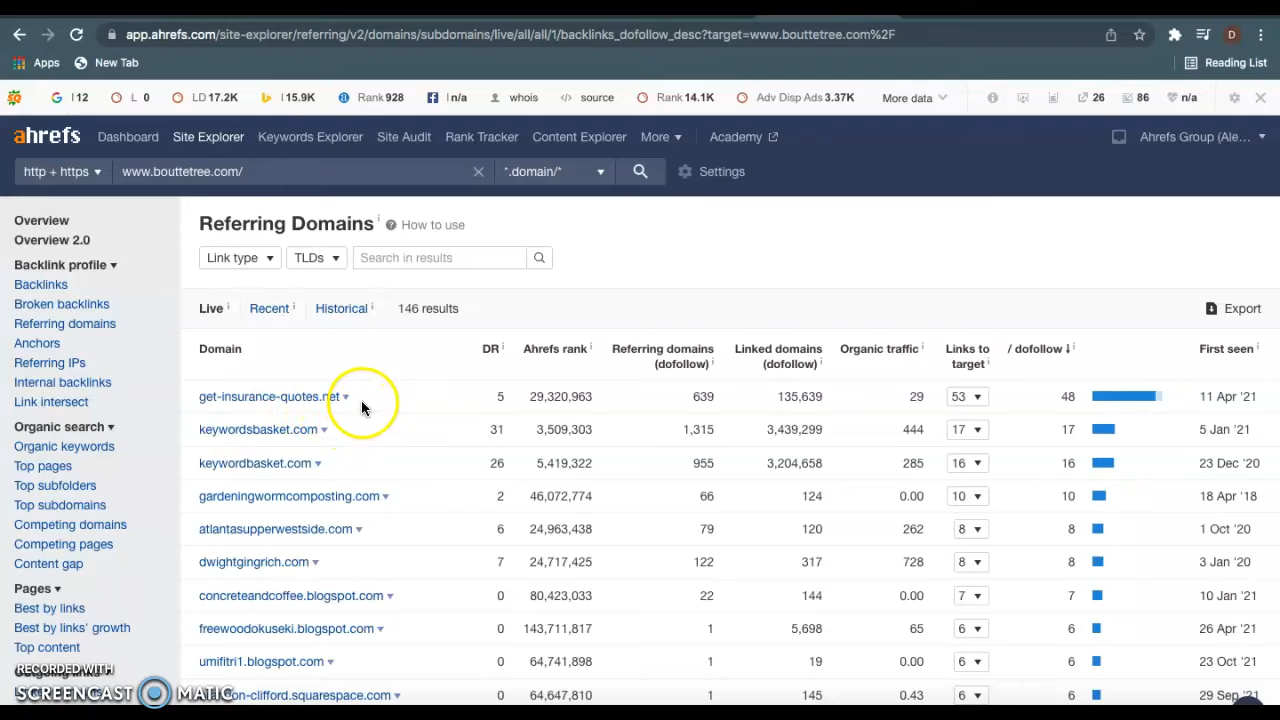 app.ahrefs.com/site-explorer/referring/v2/domains/subdomains/live/all/all/1/backlinks_dofollow_desc?target=www.bouttetree.com%2F
D
Apps New Tab Reading List
SQ I 12 L 0 LD 17.2K I 15.9K Rank 928 I n/a whois source Rank 14.1K Adv Disp Ads 3.37K More data 26 86 n/a
ahrefs Dashboard Site Explorer Keywords Explorer Site Audit Rank Tracker Content Explorer More Academy Ahrefs Group (Ale...
http + https www.bouttetree.com/ *.domain/* Settings
Overview
Overview 2.0
Backlink profile
Backlinks
Broken backlinks
Referring domains
Anchors
Referring IPs
Internal backlinks
Link intersect
Organic search
Organic keywords
Top pages
Top subfolders
Top subdomains
Competing domains
Competing pages
Content gap
Pages
Best by links
Best by links' growth
Top content
Referring Domains How to use
Link type TLDs Search in results
Live Recent Historical 146 results Export
Domain DR Ahrefs rank Referring domains (dofollow) Linked domains (dofollow) Organic traffic Links to target / dofollow First seen
get-insurance-quotes.net 5 29,320,963 639 135,639 29 53 48 11 Apr '21
keywordsbasket.com 31 3,509,303 1,315 3,439,299 444 17 17 5 Jan '21
keywordbasket.com 26 5,419,322 955 3,204,658 285 16 16 23 Dec '20
gardeningwormcomposting.com 2 46,072,774 66 124 0.00 10 10 18 Apr '18
atlantasupperwestside.com 6 24,963,438 79 120 262 8 8 1 Oct '20
dwightgingrich.com 7 24,717,425 122 317 728 8 8 3 Jan '20
concreteandcoffee.blogspot.com 0 80,423,033 22 144 0.00 7 7 10 Jan '21
freewoodokuseki.blogspot.com 0 143,711,817 1 5,698 65 6 6 26 Apr '21
umifitri1.blogspot.com 0 64,741,898 1 19 0.00 6 6 23 Oct '21
-clifford.squarespace.com 0 64,647,810 1 145 0.43 6 6 29 Sep '21
RECORDED WITH
SCREENCAST MATIC